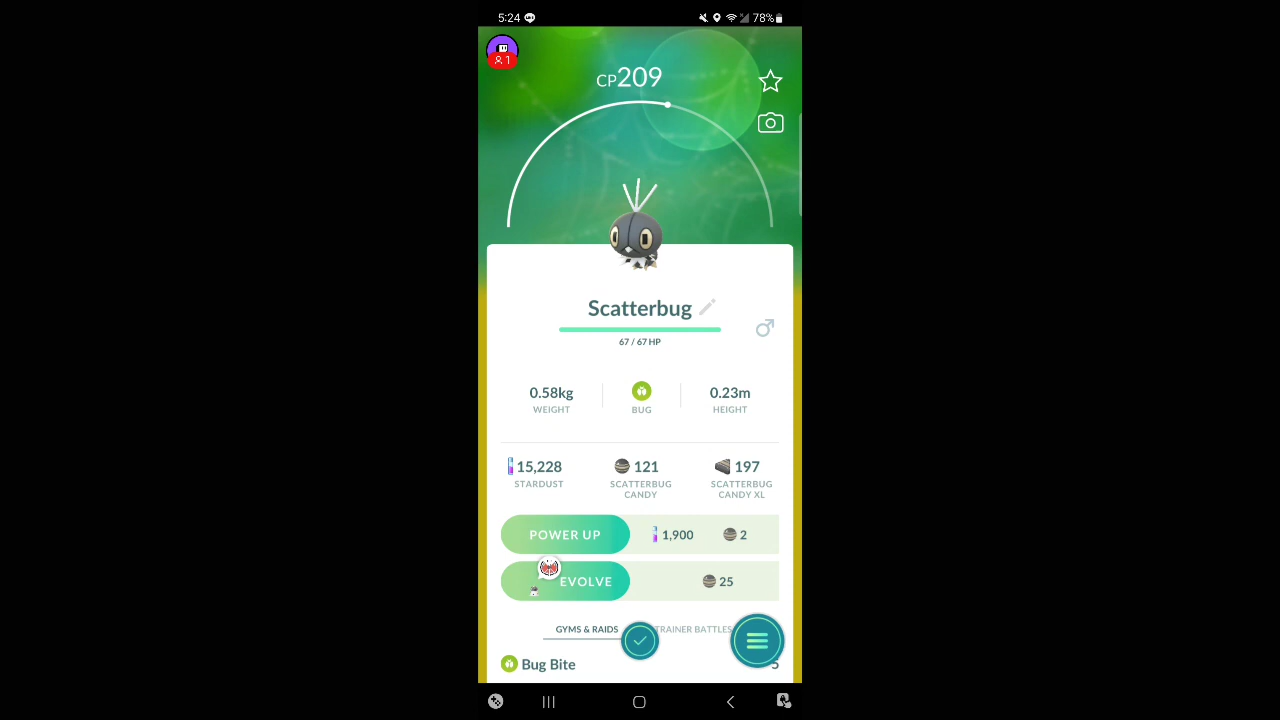 5:24
78%
1
CP209
Scatterbug
67 / 67 HP
0.58kg
WEIGHT
BUG
0.23m
HEIGHT
15,228
STARDUST
121
SCATTERBUG
CANDY
197
SCATTERBUG
CANDY XL
POWER UP
1,900
2
EVOLVE
25
GYMS & RAIDS
TRAINER BATTLES
Bug Bite
5